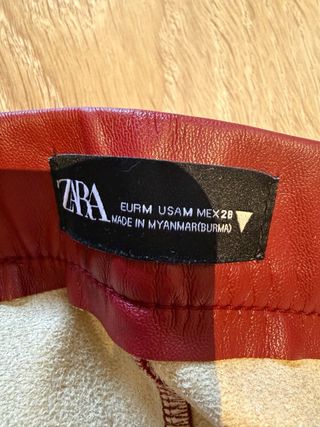 ZARA
EUR M USA M MEX 28
MADE IN MYANMAR(BURMA)